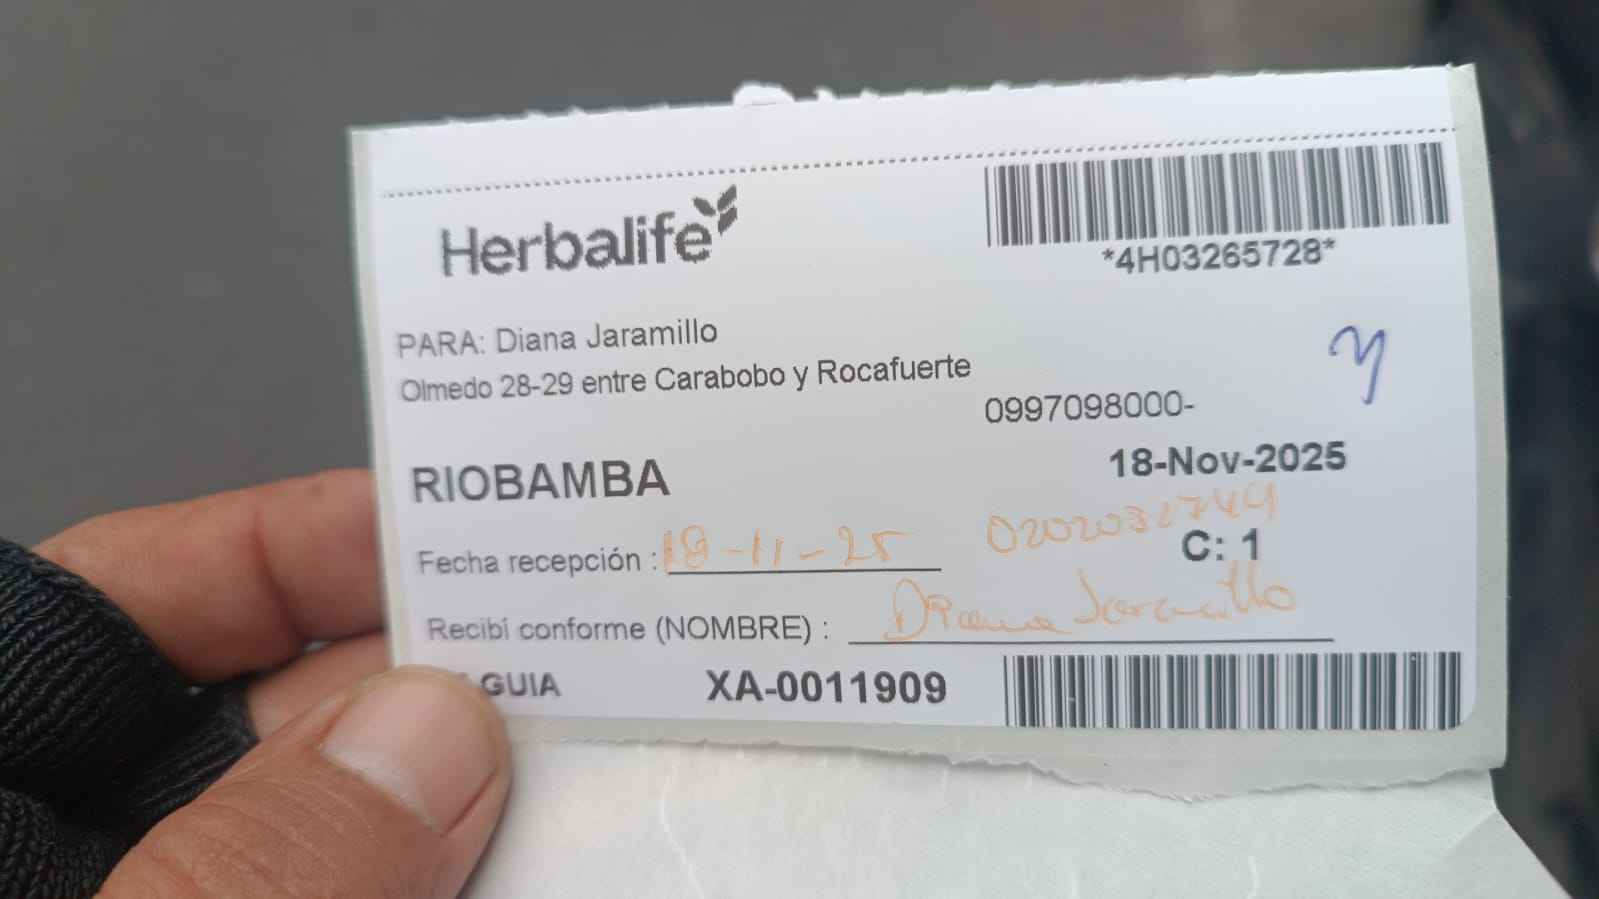 Herbalife
*4H03265728*
PARA: Diana Jaramillo
Olmedo 28-29 entre Carabobo y Rocafuerte
0997098000-
RIOBAMBA
18-Nov-2025
Fecha recepción : 18-11-25 0202032749
C: 1
Recibí conforme (NOMBRE) : Diana Jaramillo
GUIA XA-0011909